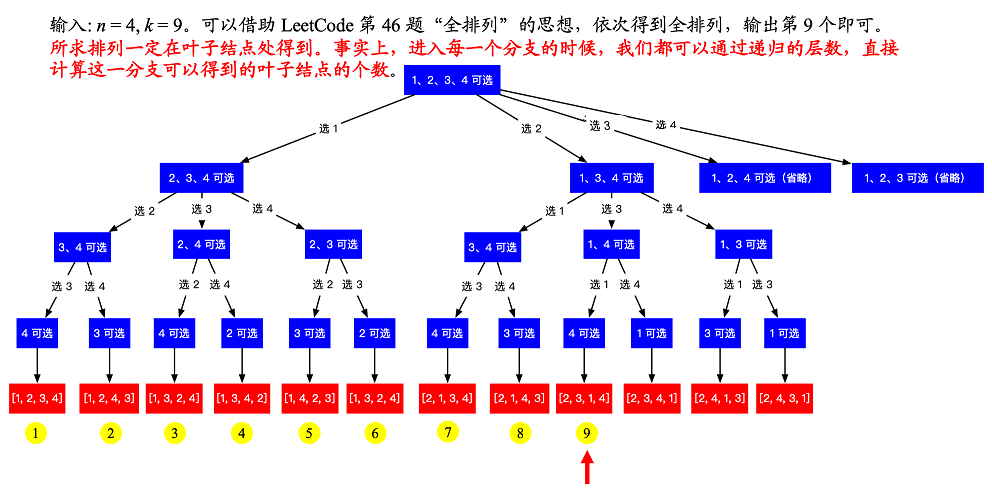 输入: n = 4, k = 9。可以借助 LeetCode 第 46 题“全排列”的思想，依次得到全排列，输出第 9 个即可。
所求排列一定在叶子结点处得到。事实上，进入每一个分支的时候，我们都可以通过递归的层数，直接
计算这一分支可以得到的叶子结点的个数。
1、2、3、4 可选
选 1
选 2
选 3
选 4
2、3、4 可选
1、3、4 可选
1、2、4 可选（省略）
1、2、3 可选（省略）
选 2
选 3
选 4
选 1
选 3
选 4
3、4 可选
2、4 可选
2、3 可选
3、4 可选
1、4 可选
1、3 可选
选 3
选 4
选 2
选 4
选 2
选 3
选 3
选 4
选 1
选 4
选 1
选 3
4 可选
3 可选
4 可选
2 可选
3 可选
2 可选
4 可选
3 可选
4 可选
1 可选
3 可选
1 可选
[1, 2, 3, 4]
[1, 2, 4, 3]
[1, 3, 2, 4]
[1, 3, 4, 2]
[1, 4, 2, 3]
[1, 3, 2, 4]
[2, 1, 3, 4]
[2, 1, 4, 3]
[2, 3, 1, 4]
[2, 3, 4, 1]
[2, 4, 1, 3]
[2, 4, 3, 1]
1
2
3
4
5
6
7
8
9